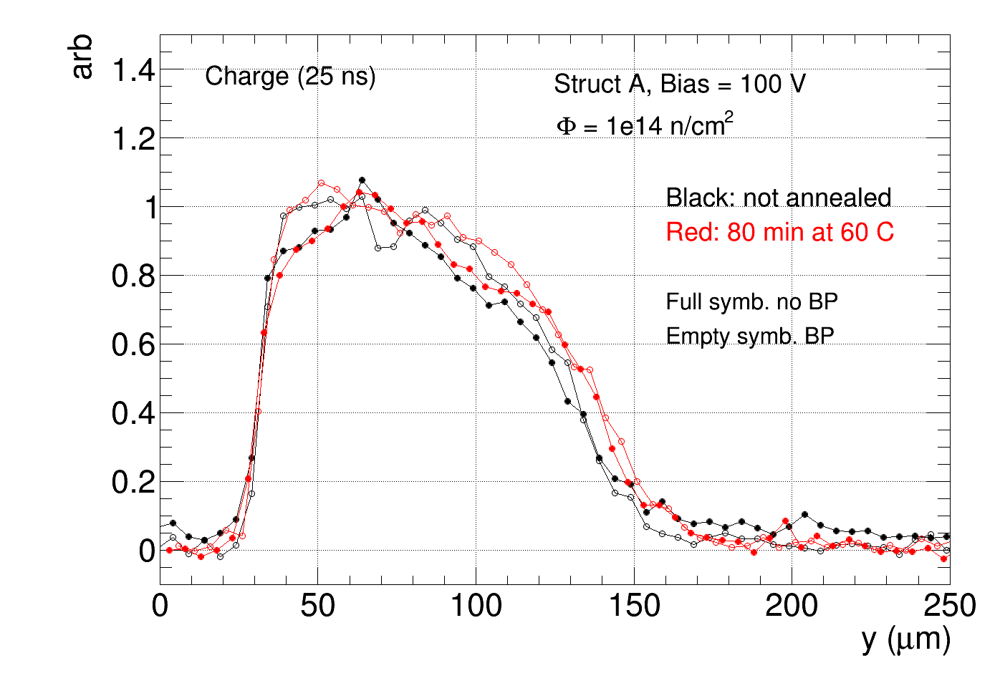 arb
Charge (25 ns)
Struct A, Bias = 100 V
Φ = 1e14 n/cm²
Black: not annealed
Red: 80 min at 60 C
Full symb. no BP
Empty symb. BP
1.4
1.2
1
0.8
0.6
0.4
0.2
0
0 50 100 150 200 250
y (μm)